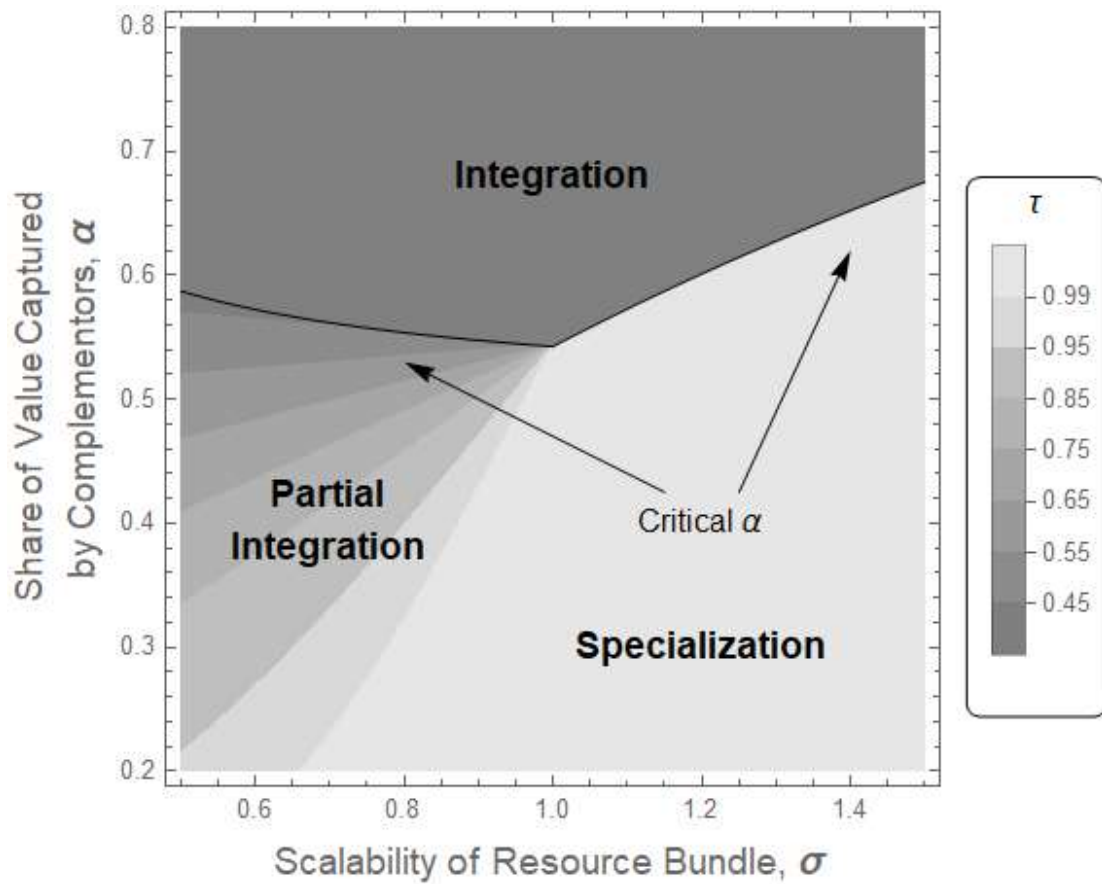 0.8
0.7
0.6
0.5
0.4
0.3
0.2
Share of Value Captured
by Complementors, α
Integration
Partial
Integration
Critical α
Specialization
0.6
0.8
1.0
1.2
1.4
Scalability of Resource Bundle, σ
τ
0.99
0.95
0.85
0.75
0.65
0.55
0.45